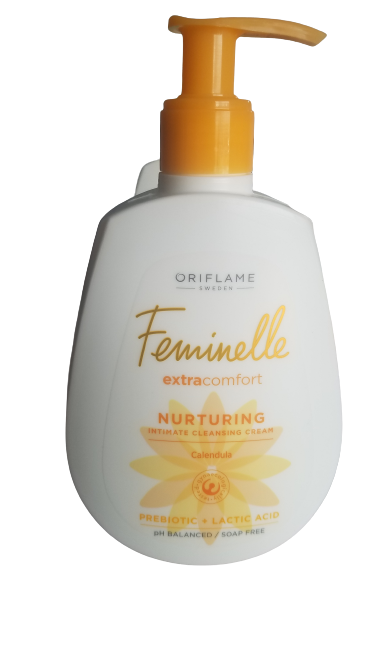 ORIFLAME
SWEDEN
Feminelle
extracomfort
NURTURING
INTIMATE CLEANSING CREAM
Calendula
PREBIOTIC + LACTIC ACID
pH BALANCED / SOAP FREE